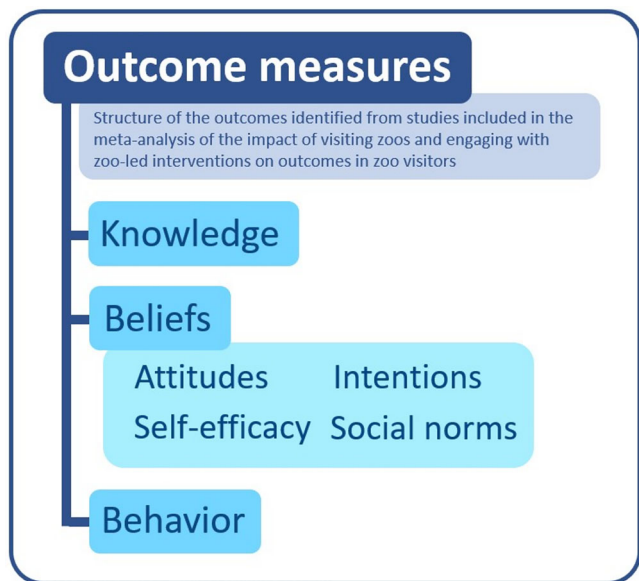 Outcome measures
Structure of the outcomes identified from studies included in the
meta-analysis of the impact of visiting zoos and engaging with
zoo-led interventions on outcomes in zoo visitors
Knowledge
Beliefs
Attitudes Intentions
Self-efficacy Social norms
Behavior